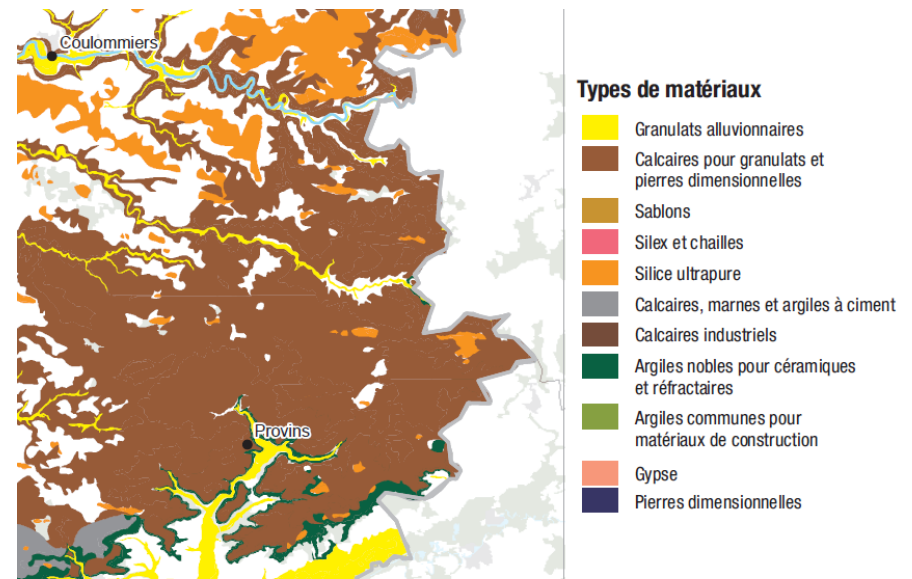 Coulommiers
Provins
Types de matériaux
Granulats alluvionnaires
Calcaires pour granulats et
pierres dimensionnelles
Sablons
Silex et chailles
Silice ultrapure
Calcaires, marnes et argiles à ciment
Calcaires industriels
Argiles nobles pour céramiques
et réfractaires
Argiles communes pour
matériaux de construction
Gypse
Pierres dimensionnelles